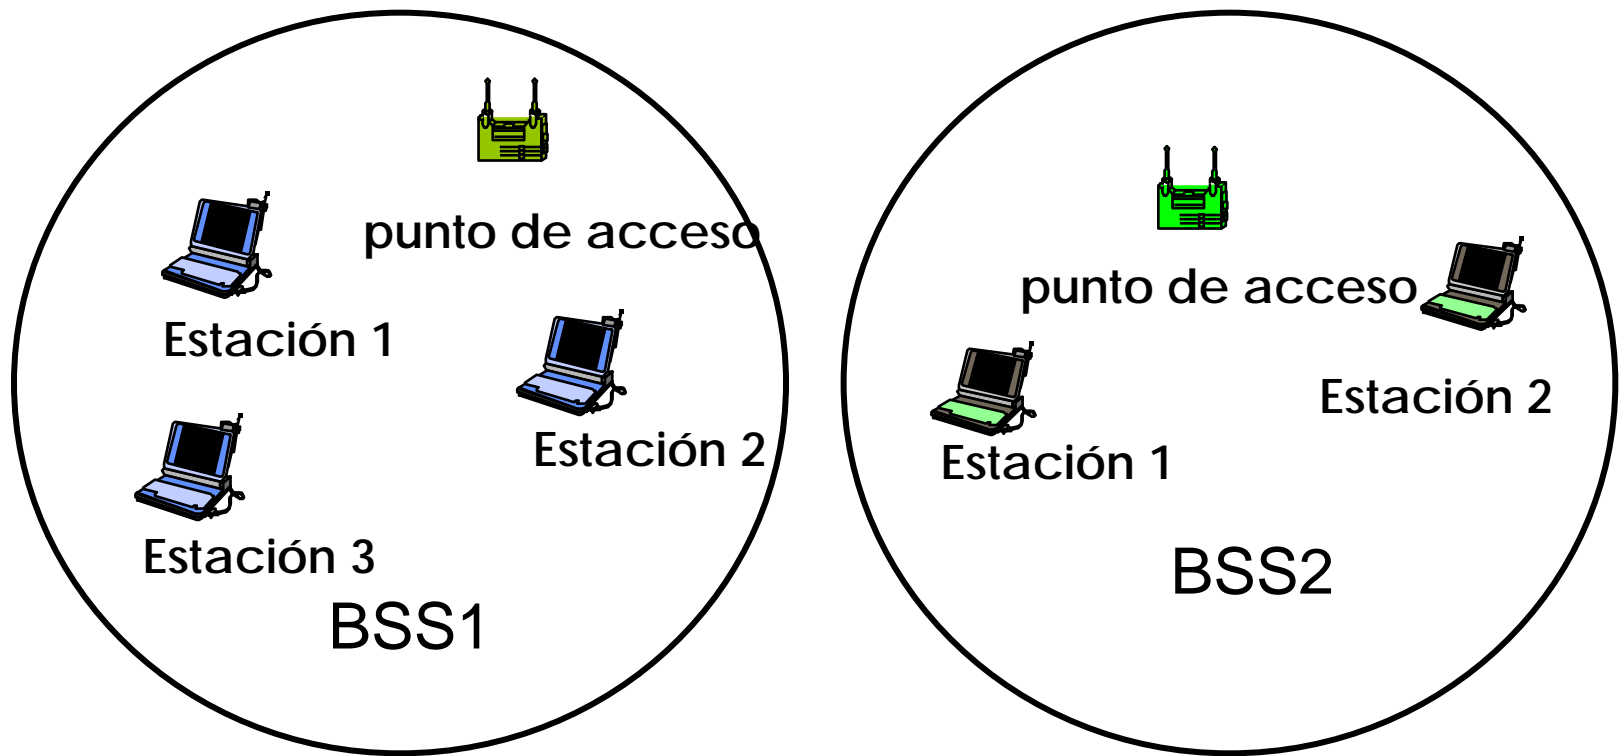 punto de acceso
Estación 1
Estación 2
Estación 3
BSS1
punto de acceso
Estación 2
Estación 1
BSS2